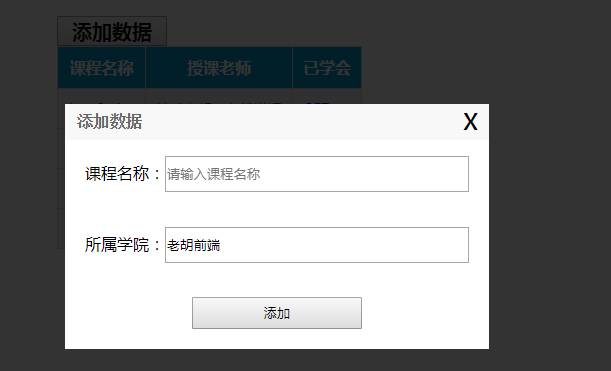 添加数据
课程名称 授课老师 已学会
添加数据 X
课程名称： 请输入课程名称
所属学院： 老胡前端
添加